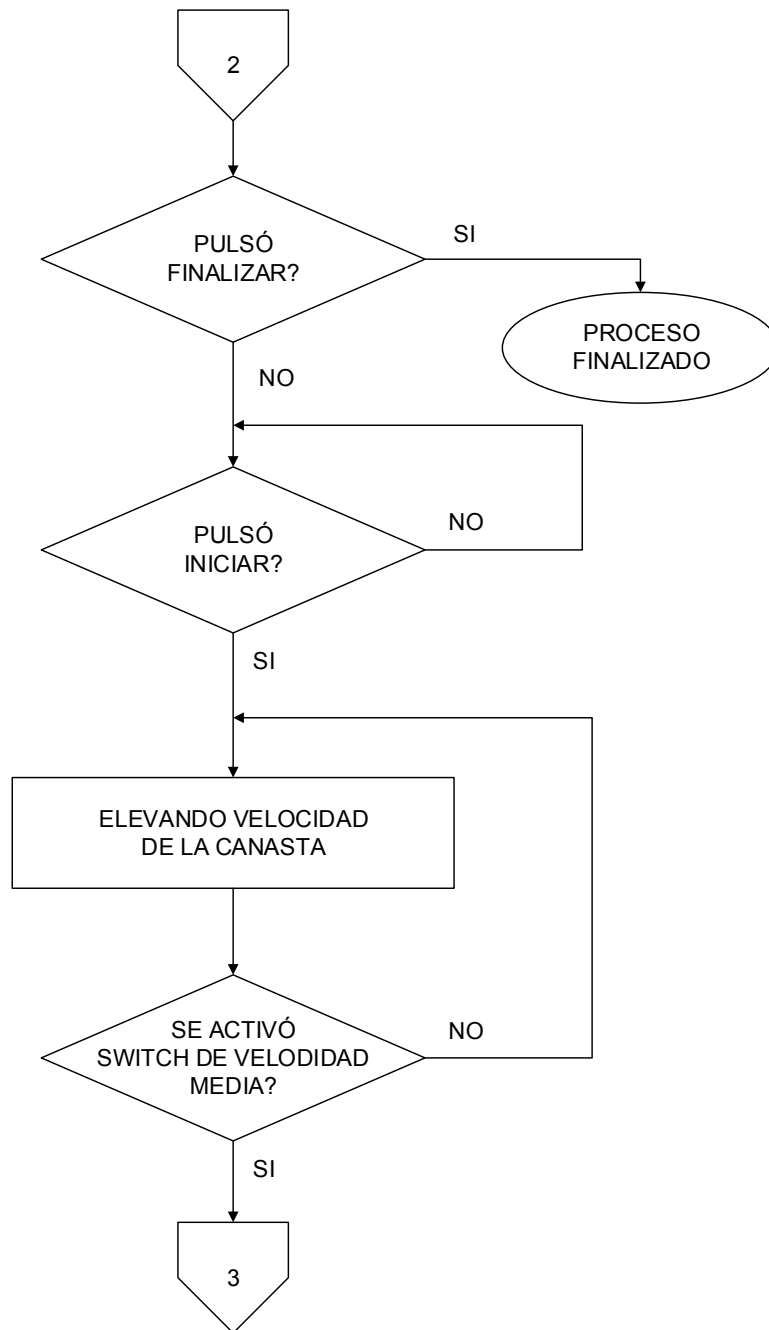 2
PULSÓ
FINALIZAR?
SI
PROCESO
FINALIZADO
NO
PULSÓ
INICIAR?
NO
SI
ELEVANDO VELOCIDAD
DE LA CANASTA
SE ACTIVÓ
SWITCH DE VELODIDAD
MEDIA?
NO
SI
3